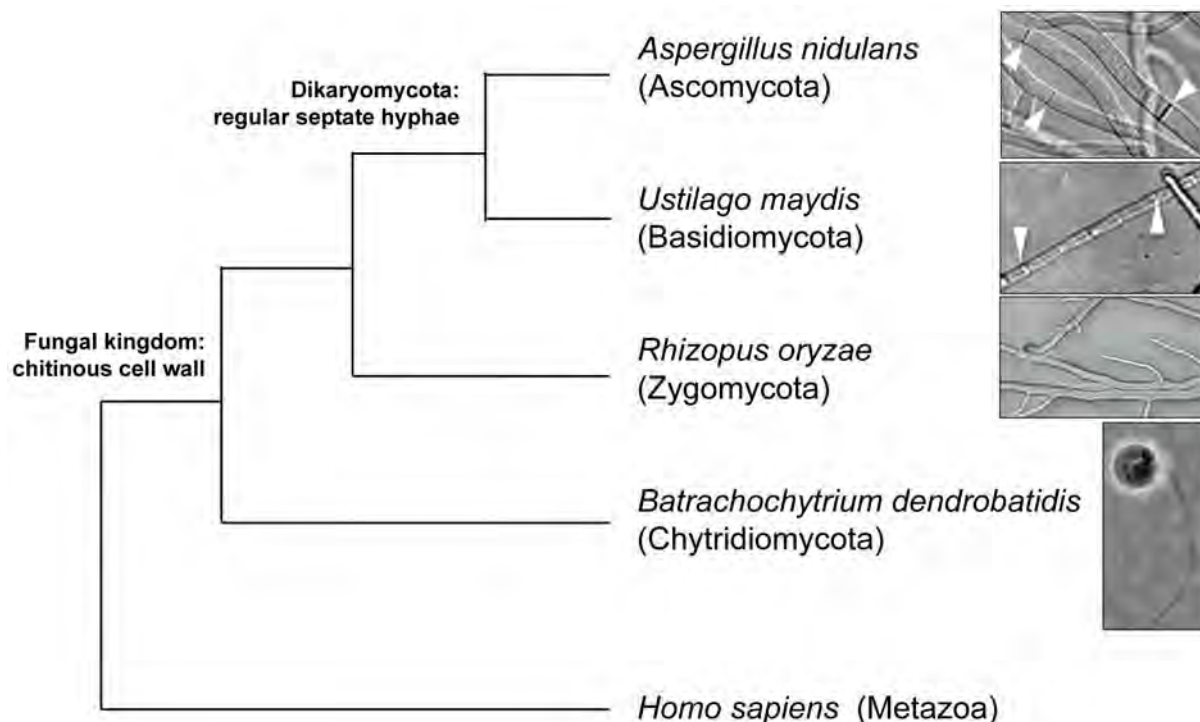 Aspergillus nidulans
(Ascomycota)
Dikaryomycota:
regular septate hyphae
Ustilago maydis
(Basidiomycota)
Fungal kingdom:
chitinous cell wall
Rhizopus oryzae
(Zygomycota)
Batrachochytrium dendrobatidis
(Chytridiomycota)
Homo sapiens (Metazoa)